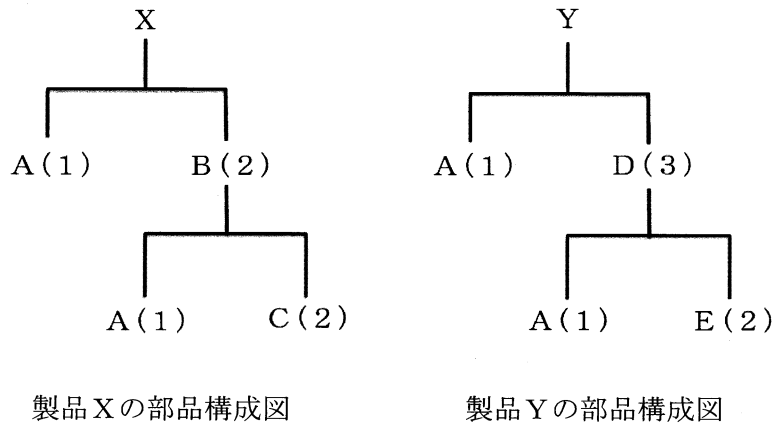 X Y
A(1) B(2) A(1) D(3)
A(1) C(2) A(1) E(2)
製品Xの部品構成図 製品Yの部品構成図